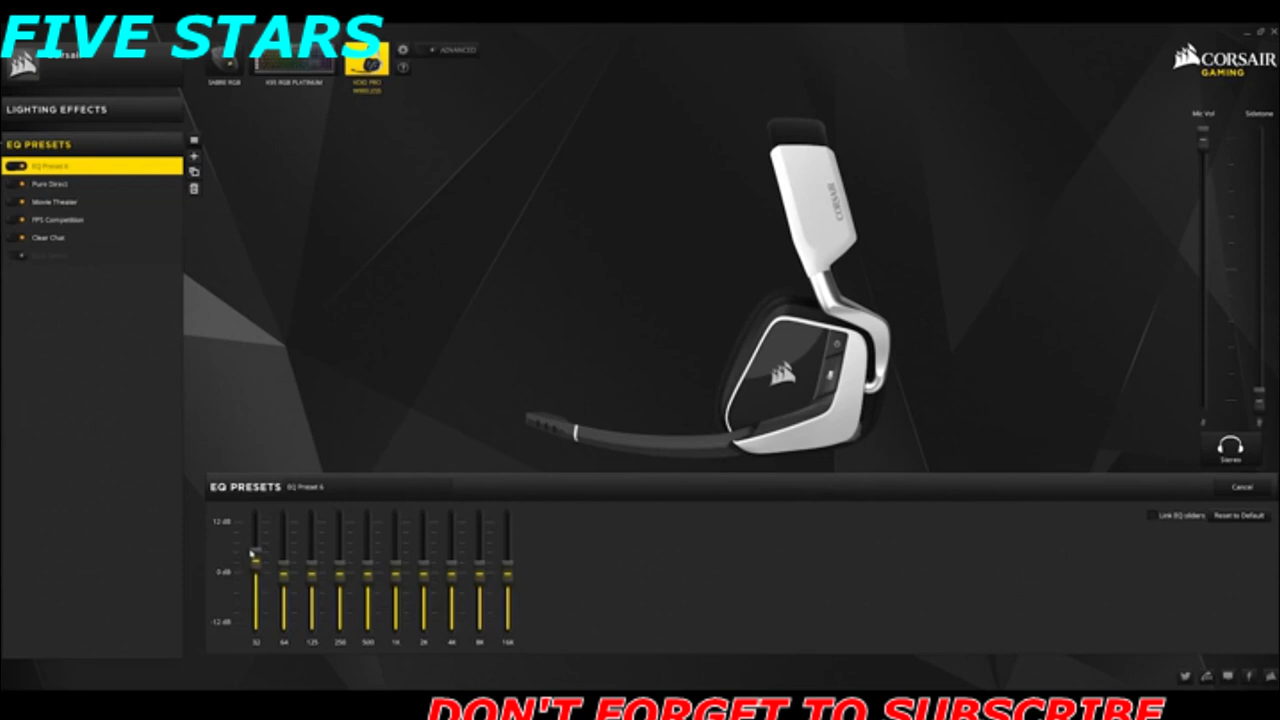 FIVE STARS
Corsair
SABRE RGB
K95 RGB PLATINUM
VOID PRO
WIRELESS
ADVANCED
CORSAIR
GAMING
LIGHTING EFFECTS
EQ PRESETS
EQ Preset 6
Pure Direct
Movie Theater
FPS Competition
Clear Chat
Mic Vol
Sidetone
CORSAIR
Stereo
EQ PRESETS EQ Preset 6
Cancel
Link EQ sliders
Reset to Default
12 dB
0 dB
-12 dB
32 64 125 250 500 1K 2K 4K 8K 16K
DON'T FORGET TO SUBSCRIBE